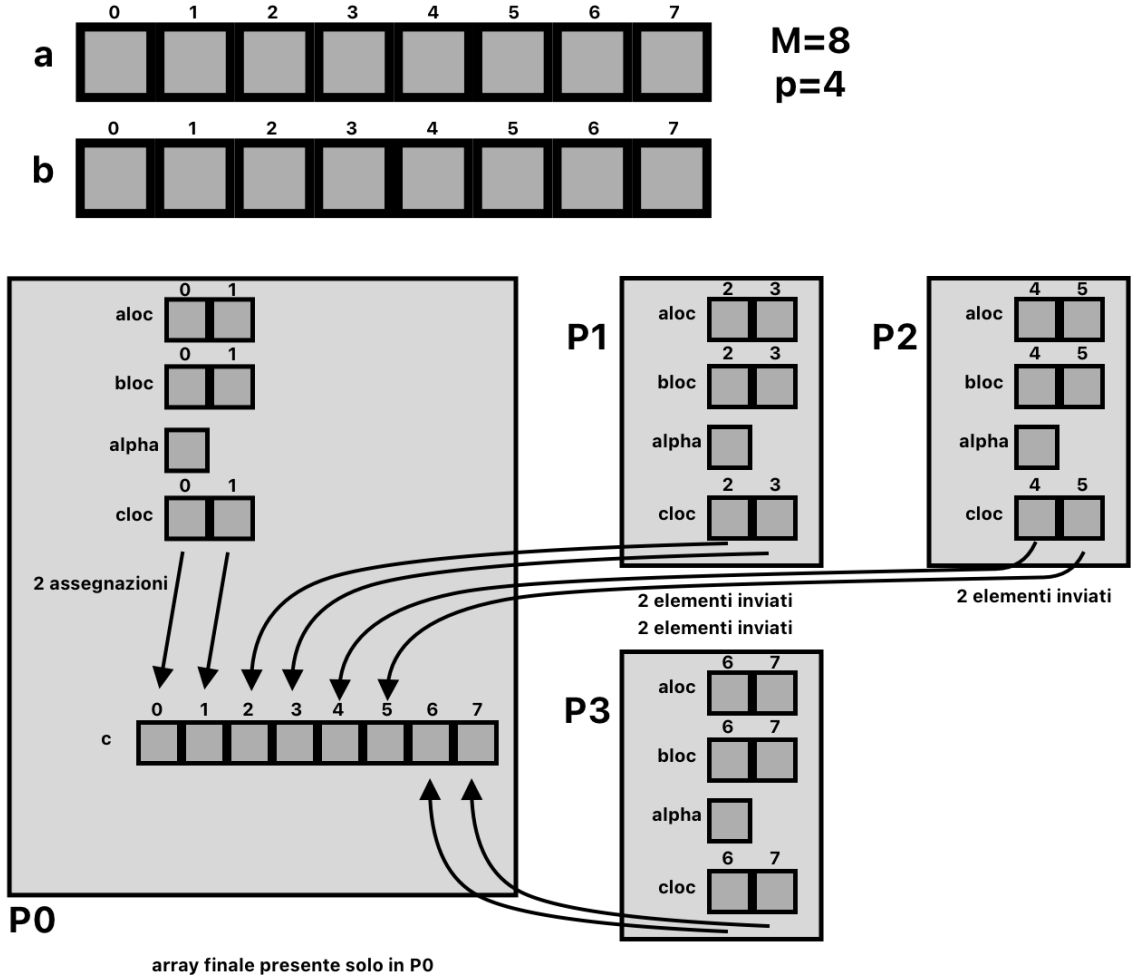 0 1 2 3 4 5 6 7
a
M=8
p=4
0 1 2 3 4 5 6 7
b
0 1
aloc
0 1
bloc
alpha
0 1
cloc
2 assegnazioni
0 1 2 3 4 5 6 7
c
P0
P1
2 3
aloc
2 3
bloc
alpha
2 3
cloc
2 elementi inviati
2 elementi inviati
P2
4 5
aloc
4 5
bloc
alpha
4 5
cloc
2 elementi inviati
P3
6 7
aloc
6 7
bloc
alpha
6 7
cloc
array finale presente solo in P0